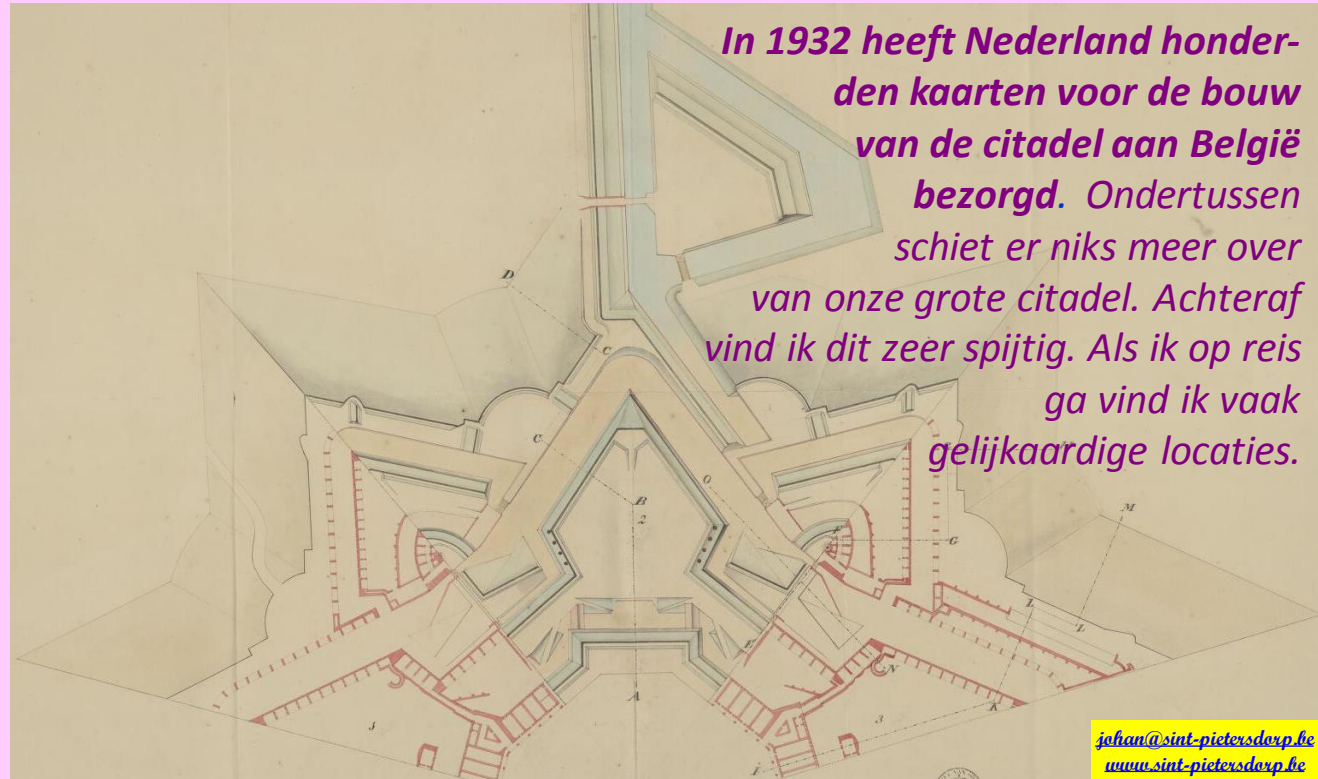 In 1932 heeft Nederland honder-
den kaarten voor de bouw
van de citadel aan België
bezorgd. Ondertussen
schiet er niks meer over
van onze grote citadel. Achteraf
vind ik dit zeer spijtig. Als ik op reis
ga vind ik vaak
gelijkaardige locaties.
D
C
C
O
B
2
M
F
G
L
L
E
N
A
K
3
I
johan@sint-pietersdorp.be
www.sint-pietersdorp.be